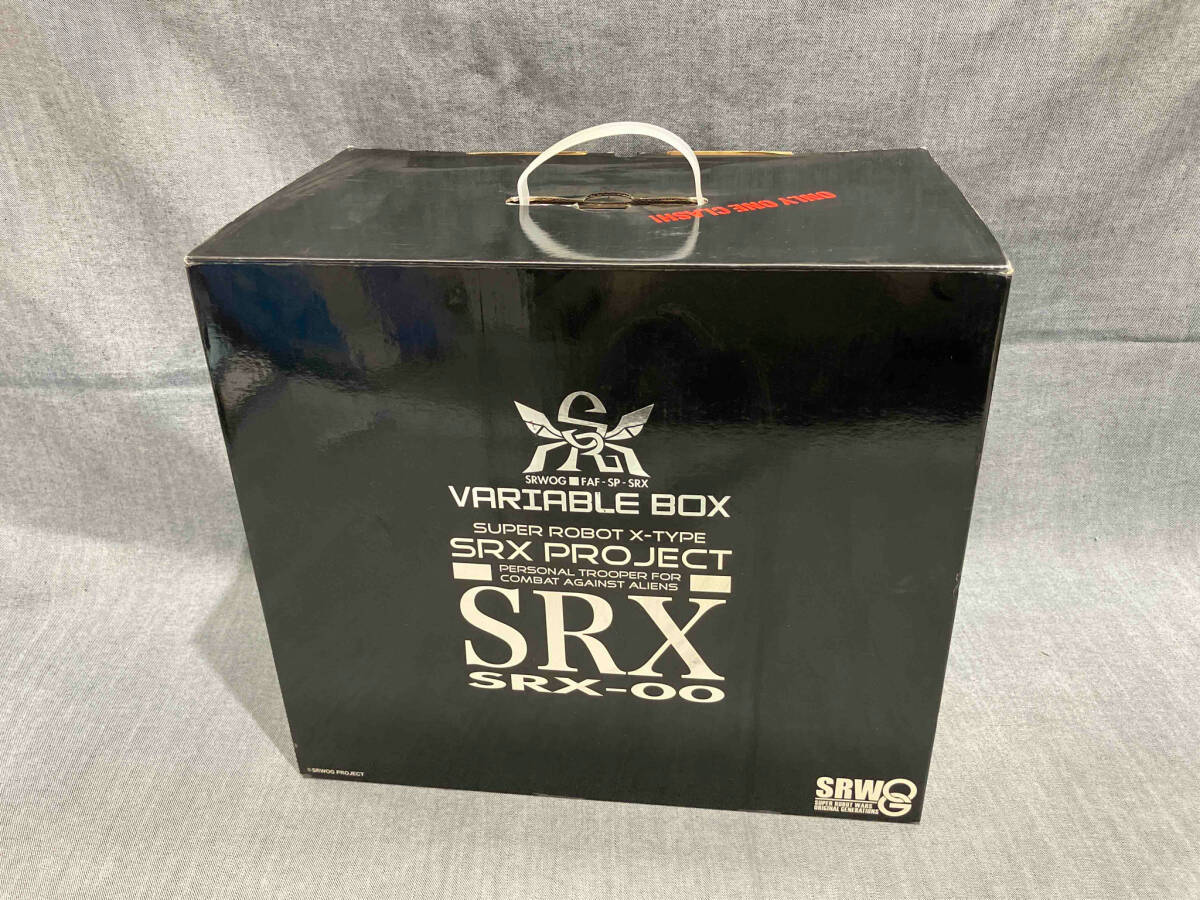 ONLY ONE CLASH!
SRWOG■FAF-SP-SRX
VARIABLE BOX
SUPER ROBOT X-TYPE
SRX PROJECT
PERSONAL TROOPER FOR
COMBAT AGAINST ALIENS
SRX
SRX-00
© SRWOG PROJECT
SRWOG
SUPER ROBOT WARS
ORIGINAL GENERATIONS